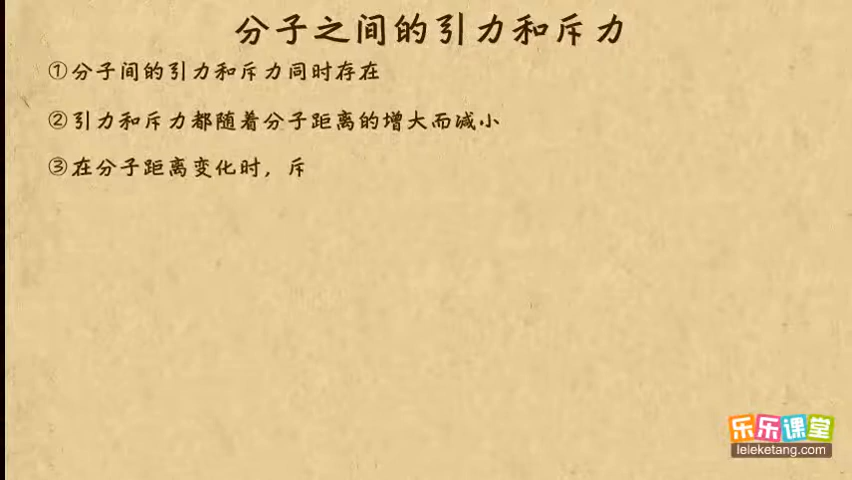 分子之间的引力和斥力
①分子间的引力和斥力同时存在
②引力和斥力都随着分子距离的增大而减小
③在分子距离变化时，斥
乐乐课堂
leleketang.com